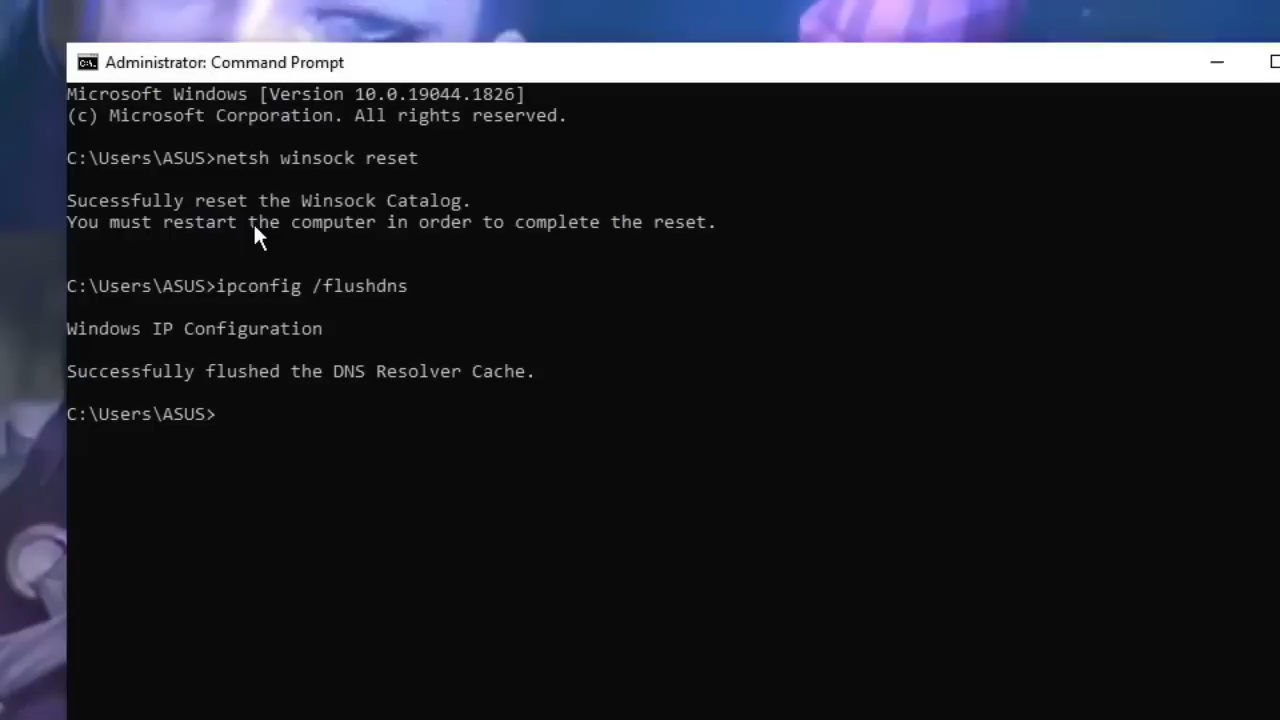 Administrator: Command Prompt
Microsoft Windows [Version 10.0.19044.1826]
(c) Microsoft Corporation. All rights reserved.
C:\Users\ASUS>netsh winsock reset
Sucessfully reset the Winsock Catalog.
You must restart the computer in order to complete the reset.
C:\Users\ASUS>ipconfig /flushdns
Windows IP Configuration
Successfully flushed the DNS Resolver Cache.
C:\Users\ASUS>